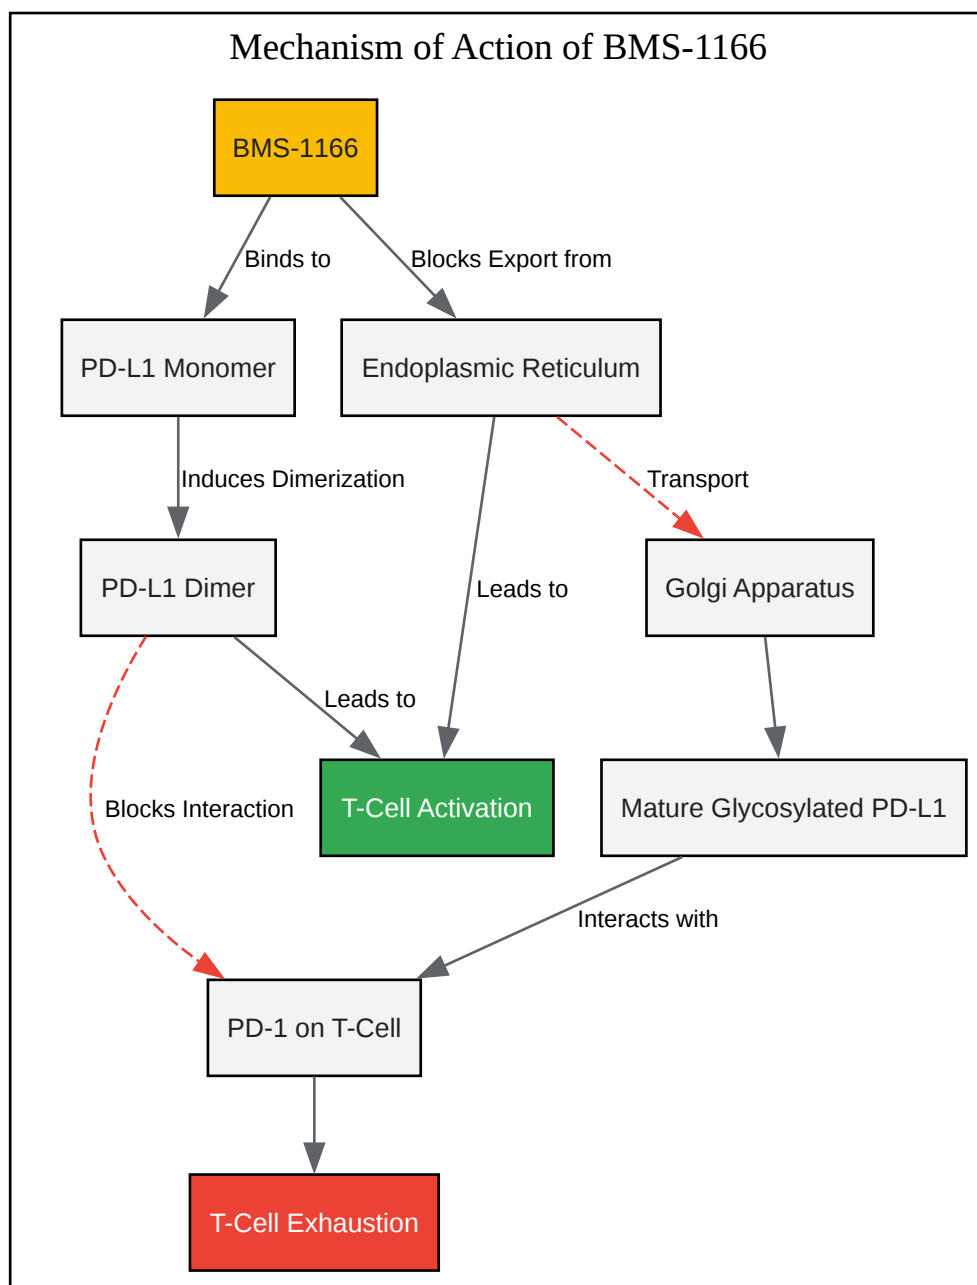 Mechanism of Action of BMS-1166
BMS-1166
Binds to
Blocks Export from
PD-L1 Monomer
Endoplasmic Reticulum
Induces Dimerization
Transport
PD-L1 Dimer
Leads to
Golgi Apparatus
Leads to
Blocks Interaction
T-Cell Activation
Mature Glycosylated PD-L1
Interacts with
PD-1 on T-Cell
T-Cell Exhaustion